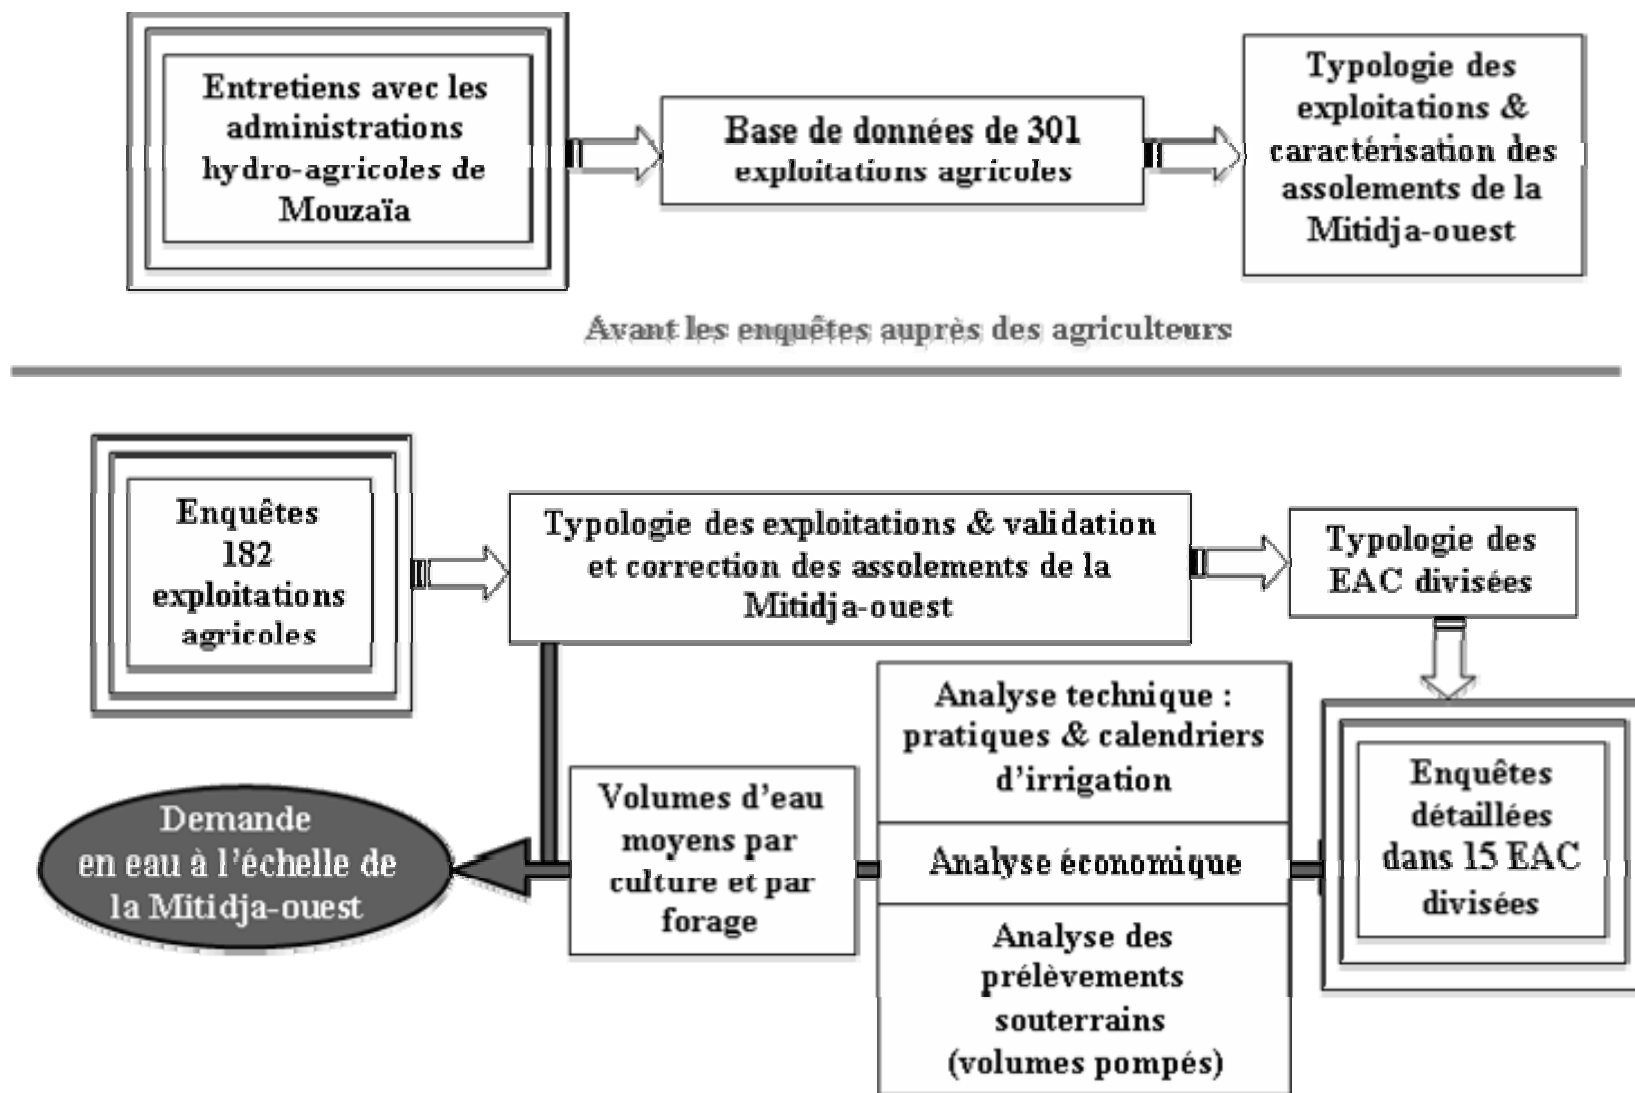 Entretiens avec les
administrations
hydro-agricoles de
Mouzaïa
Base de données de 301
exploitations agricoles
Typologie des
exploitations &
caractérisation des
assolements de la
Mitidja-ouest
Avant les enquêtes auprès des agriculteurs
Enquêtes
182
exploitations
agricoles
Typologie des exploitations & validation
et correction des assolements de la
Mitidja-ouest
Typologie des
EAC divisées
Analyse technique :
pratiques & calendriers
d'irrigation
Enquêtes
détaillées
dans 15 EAC
divisées
Volumes d'eau
moyens par
culture et par
forage
Analyse économique
Demande
en eau à l'échelle de
la Mitidja-ouest
Analyse des
prélèvements
souterrains
(volumes pompés)